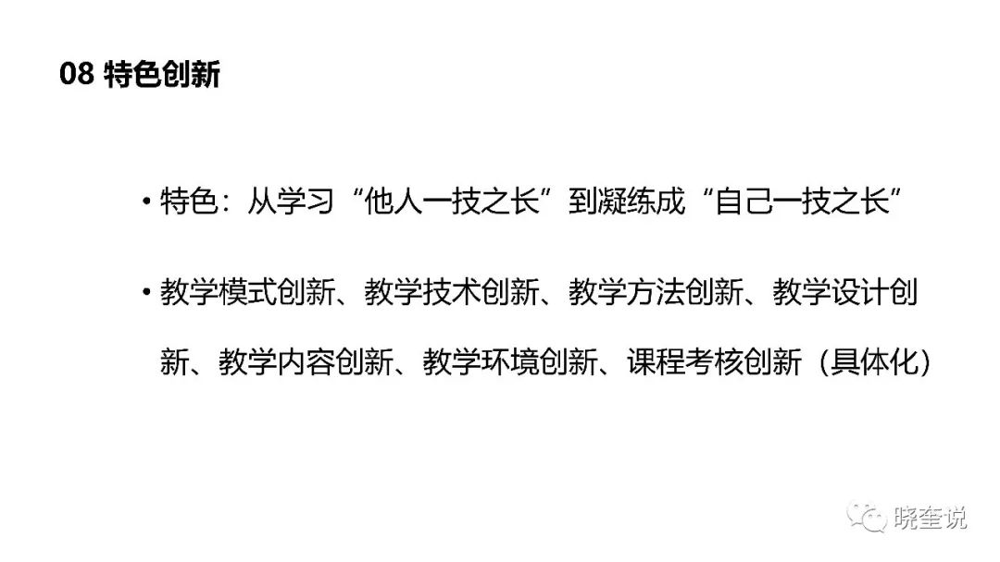 08 特色创新
• 特色：从学习“他人一技之长”到凝练成“自己一技之长”
• 教学模式创新、教学技术创新、教学方法创新、教学设计创
新、教学内容创新、教学环境创新、课程考核创新（具体化）
晓奎说